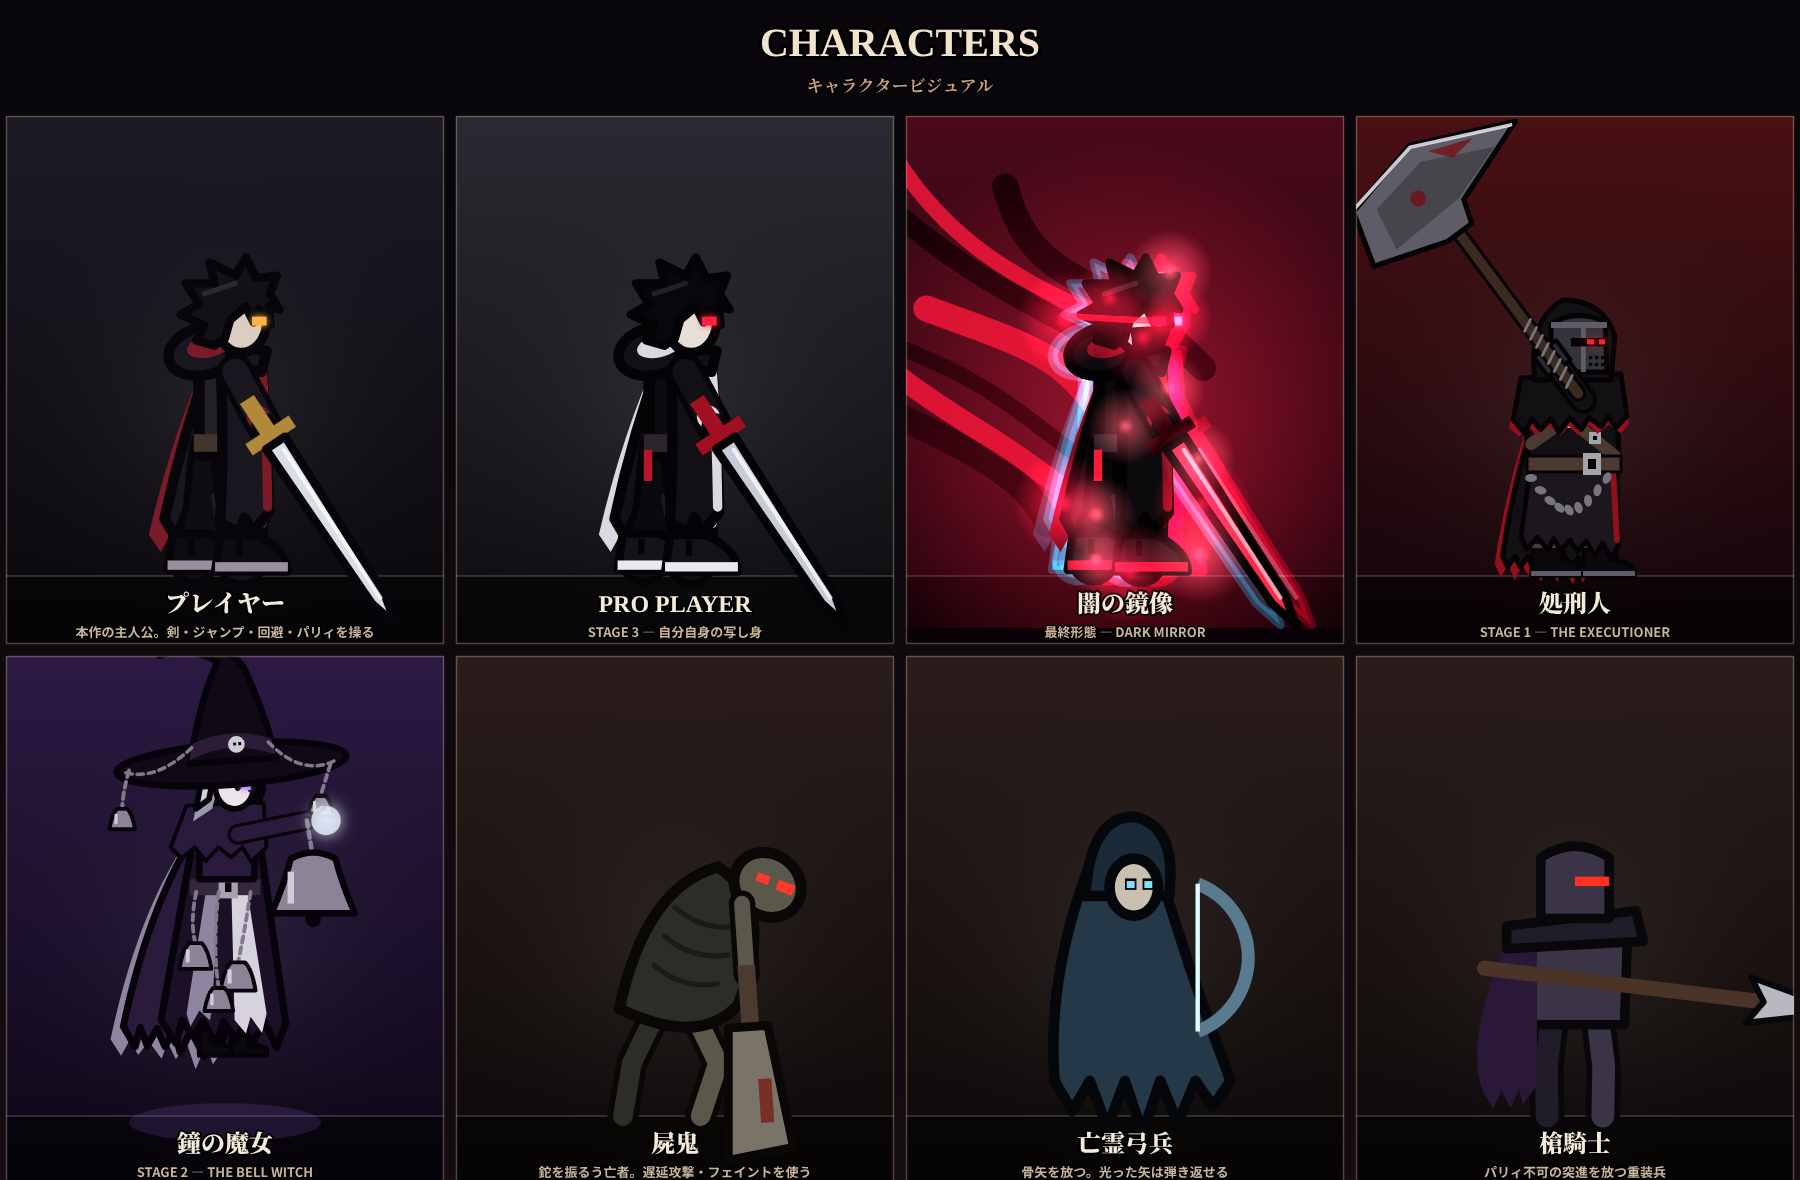 CHARACTERS
キャラクタービジュアル
プレイヤー
本作の主人公。剣・ジャンプ・回避・パリィを操る
PRO PLAYER
STAGE 3 — 自分自身の写し身
闇の鏡像
最終形態 — DARK MIRROR
処刑人
STAGE 1 — THE EXECUTIONER
鐘の魔女
STAGE 2 — THE BELL WITCH
屍鬼
鉈を振るう亡者。遅延攻撃・フェイントを使う
亡霊弓兵
骨矢を放つ。光った矢は弾き返せる
槍騎士
パリィ不可の突進を放つ重装兵